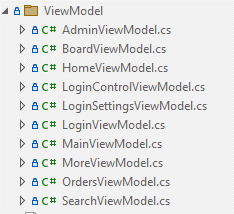 ViewModel
C# AdminViewModel.cs
C# BoardViewModel.cs
C# HomeViewModel.cs
C# LoginControlViewModel.cs
C# LoginSettingsViewModel.cs
C# LoginViewModel.cs
C# MainViewModel.cs
C# MoreViewModel.cs
C# OrdersViewModel.cs
C# SearchViewModel.cs